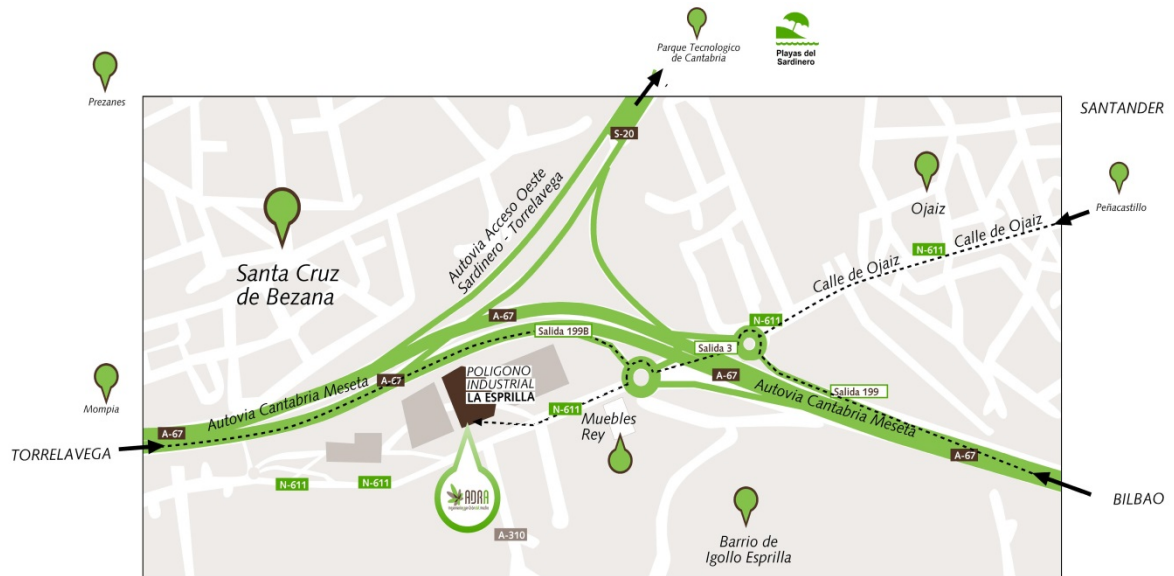 Parque Tecnologico
de Cantabria
Playas del
Sardinero
Prezanes
SANTANDER
S-20
Peñacastillo
Ojaiz
Autovia Acceso Oeste
Sardinero - Torrelavega
Calle de Ojaiz
N-611
Calle de Ojaiz
Santa Cruz
de Bezana
A-67
N-611
Salida 199B
Salida 3
POLIGONO
INDUSTRIAL
LA ESPRILLA
A-67
A-67
Salida 199
Autovia Cantabria Meseta
Autovia Cantabria Meseta
Mompia
N-611
Muebles
Rey
A-67
TORRELAVEGA
A-67
N-611
N-611
ADRA
BILBAO
A-310
Barrio de
Igollo Esprilla